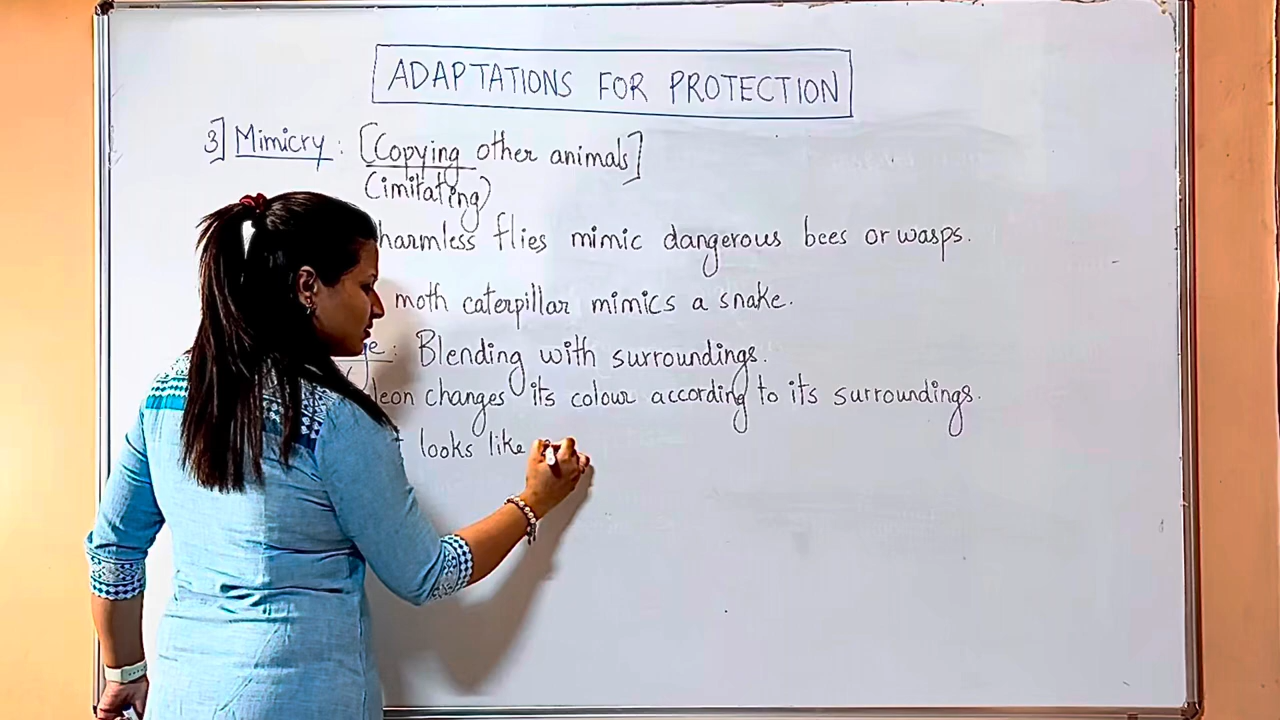 ADAPTATIONS FOR PROTECTION
3] Mimicry : [Copying other animals]
(imitating)
harmless flies mimic dangerous bees or wasps.
moth caterpillar mimics a snake.
: Blending with surroundings.
changes its colour according to its surroundings.
looks like